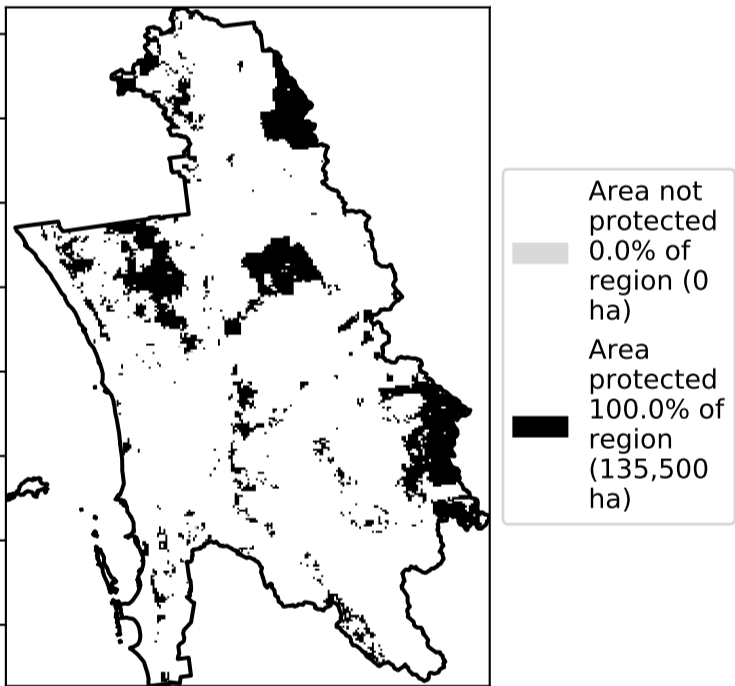 Area not
protected
0.0% of
region (0
ha)
Area
protected
100.0% of
region
(135,500
ha)